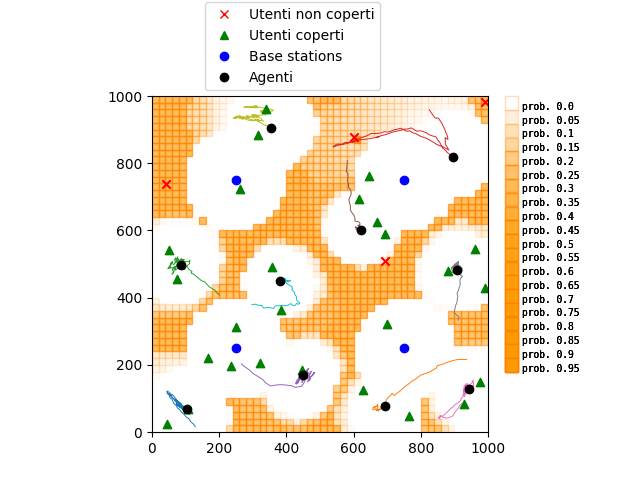 Utenti non coperti
Utenti coperti
Base stations
Agenti
1000
800
600
400
200
0
0
200
400
600
800
1000
prob. 0.0
prob. 0.05
prob. 0.1
prob. 0.15
prob. 0.2
prob. 0.25
prob. 0.3
prob. 0.35
prob. 0.4
prob. 0.45
prob. 0.5
prob. 0.55
prob. 0.6
prob. 0.65
prob. 0.7
prob. 0.75
prob. 0.8
prob. 0.85
prob. 0.9
prob. 0.95